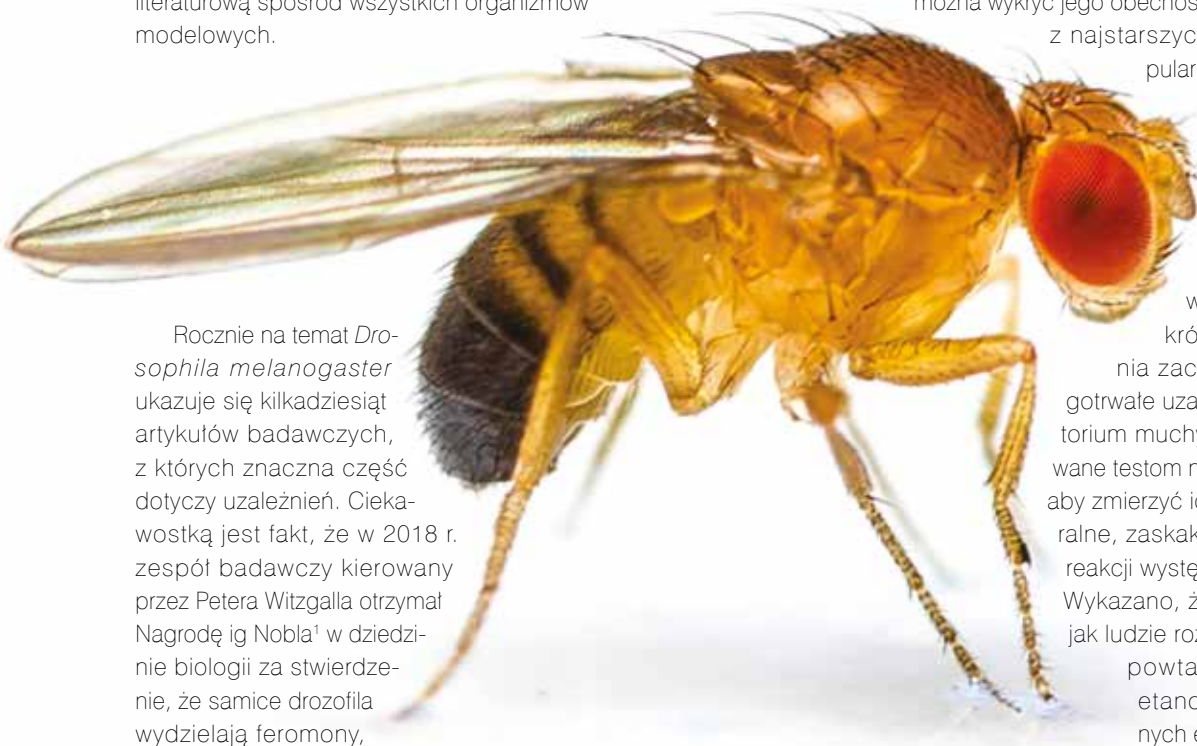 literaturową spośród wszystkich organizmów
modelowych.
Rocznie na temat Dro-
sophila melanogaster
ukazuje się kilkadziesiąt
artykułów badawczych,
z których znaczna część
dotyczy uzależnień. Cieka-
wostką jest fakt, że w 2018 r.
zespół badawczy kierowany
przez Petera Witzgalla otrzymał
Nagrodę ig Nobla¹ w dziedzi-
nie biologii za stwierdze-
nie, że samice drozofila
wydzielają feromony,
można wykryć jego obecnoś
z najstarszyc
pular
w
kró
nia zac
gotrwałe uza
torium muchy
wane testom n
aby zmierzyć ic
ralne, zaskak
reakcji wystę
Wykazano, ż
jak ludzie roz
powta
etano
nych e